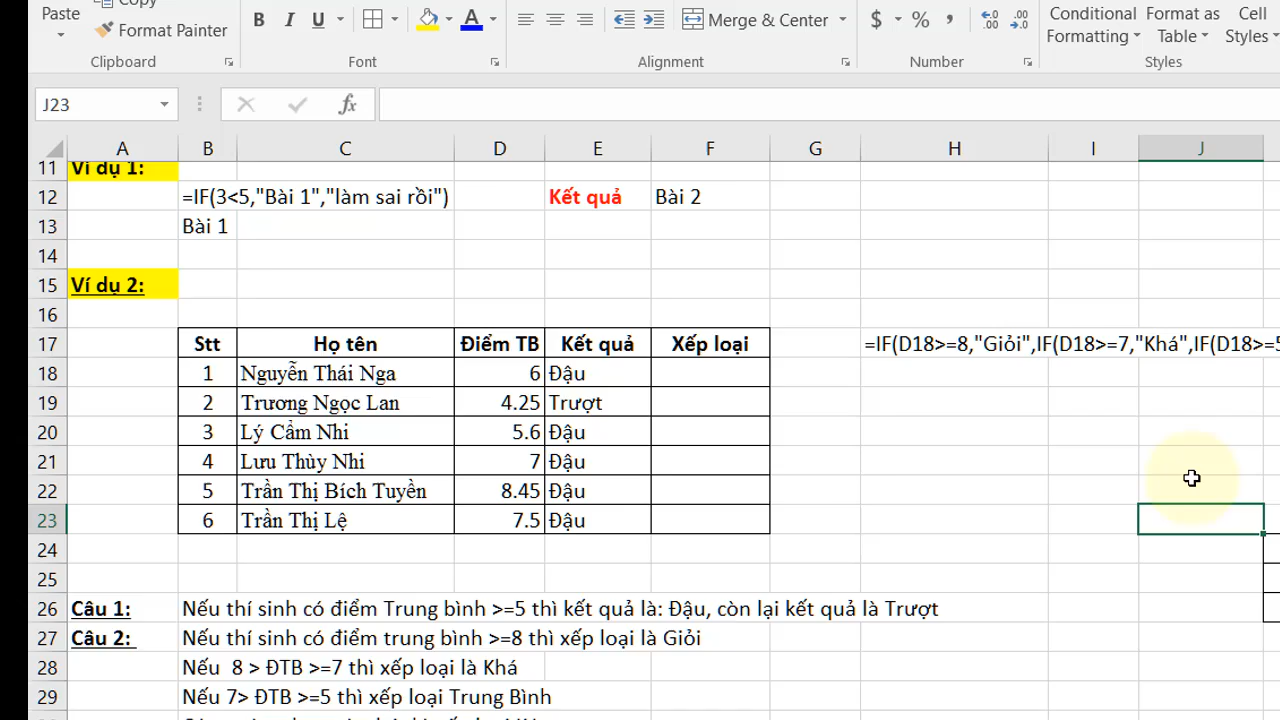 Paste
Copy
Format Painter
Clipboard
B I U A
Font
Merge & Center
Alignment
$ % ,
Number
Conditional Formatting
Format as Table
Cell Styles
Styles
J23
fx
A B C D E F G H I J
11 Ví dụ 1:
12 =IF(3<5,"Bài 1","làm sai rồi") Kết quả Bài 2
13 Bài 1
14
15 Ví dụ 2:
16
17 Stt Họ tên Điểm TB Kết quả Xếp loại =IF(D18>=8,"Giỏi",IF(D18>=7,"Khá",IF(D18>=5
18 1 Nguyễn Thái Nga 6 Đậu
19 2 Trương Ngọc Lan 4.25 Trượt
20 3 Lý Cẩm Nhi 5.6 Đậu
21 4 Lưu Thùy Nhi 7 Đậu
22 5 Trần Thị Bích Tuyền 8.45 Đậu
23 6 Trần Thị Lệ 7.5 Đậu
24
25
26 Câu 1: Nếu thí sinh có điểm Trung bình >=5 thì kết quả là: Đậu, còn lại kết quả là Trượt
27 Câu 2: Nếu thí sinh có điểm trung bình >=8 thì xếp loại là Giỏi
28 Nếu 8 > ĐTB >=7 thì xếp loại là Khá
29 Nếu 7> ĐTB >=5 thì xếp loại Trung Bình